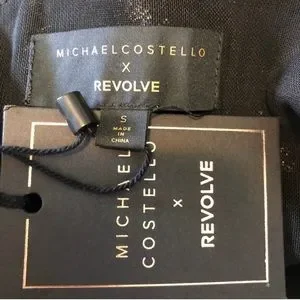 MICHAELCOSTELLO
X
REVOLVE
S
MADE
IN
CHINA
MICHAEL
COSTELLO
x
REVOLVE